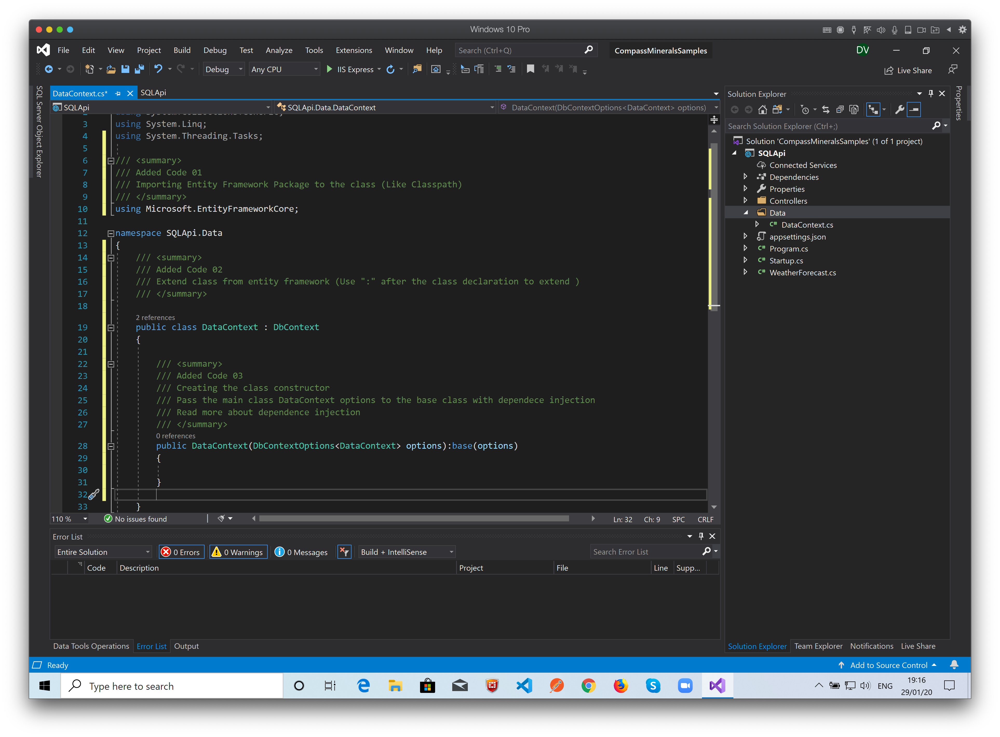 Windows 10 Pro
File Edit View Project Build Debug Test Analyze Tools Extensions Window Help Search (Ctrl+Q) CompassMineralsSamples DV
Debug Any CPU IIS Express Live Share
SQL Server Object Explorer
DataContext.cs* SQLApi
SQLApi SQLApi.Data.DataContext DataContext(DbContextOptions<DataContext> options)
3 using System.Linq;
4 using System.Threading.Tasks;
5
6 /// <summary>
7 /// Added Code 01
8 /// Importing Entity Framework Package to the class (Like Classpath)
9 /// </summary>
10 using Microsoft.EntityFrameworkCore;
11
12 namespace SQLApi.Data
13 {
14 /// <summary>
15 /// Added Code 02
16 /// Extend class from entity framework (Use ":" after the class declaration to extend )
17 /// </summary>
18
2 references
19 public class DataContext : DbContext
20 {
21
22 /// <summary>
23 /// Added Code 03
24 /// Creating the class constructor
25 /// Pass the main class DataContext options to the base class with dependece injection
26 /// Read more about dependence injection
27 /// </summary>
0 references
28 public DataContext(DbContextOptions<DataContext> options):base(options)
29 {
30
31 }
32
33 }
110 % No issues found Ln: 32 Ch: 9 SPC CRLF
Error List
Entire Solution 0 Errors 0 Warnings 0 Messages Build + IntelliSense Search Error List
Code Description Project File Line Supp...
Data Tools Operations Error List Output
Solution Explorer
Search Solution Explorer (Ctrl+;)
Solution 'CompassMineralsSamples' (1 of 1 project)
SQLApi
Connected Services
Dependencies
Properties
Controllers
Data
C# DataContext.cs
appsettings.json
C# Program.cs
C# Startup.cs
C# WeatherForecast.cs
Solution Explorer Team Explorer Notifications Live Share
Properties
Ready Add to Source Control
Type here to search ENG 19:16
29/01/20